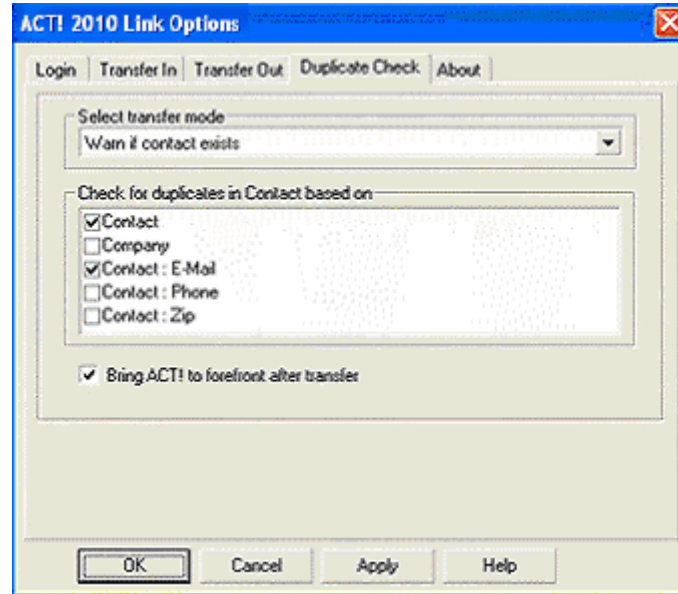 ACT! 2010 Link Options
Login Transfer In Transfer Out Duplicate Check About
Select transfer mode
Warn if contact exists
Check for duplicates in Contact based on
Contact
Company
Contact : E-Mail
Contact : Phone
Contact : Zip
Bring ACT! to forefront after transfer
OK Cancel Apply Help